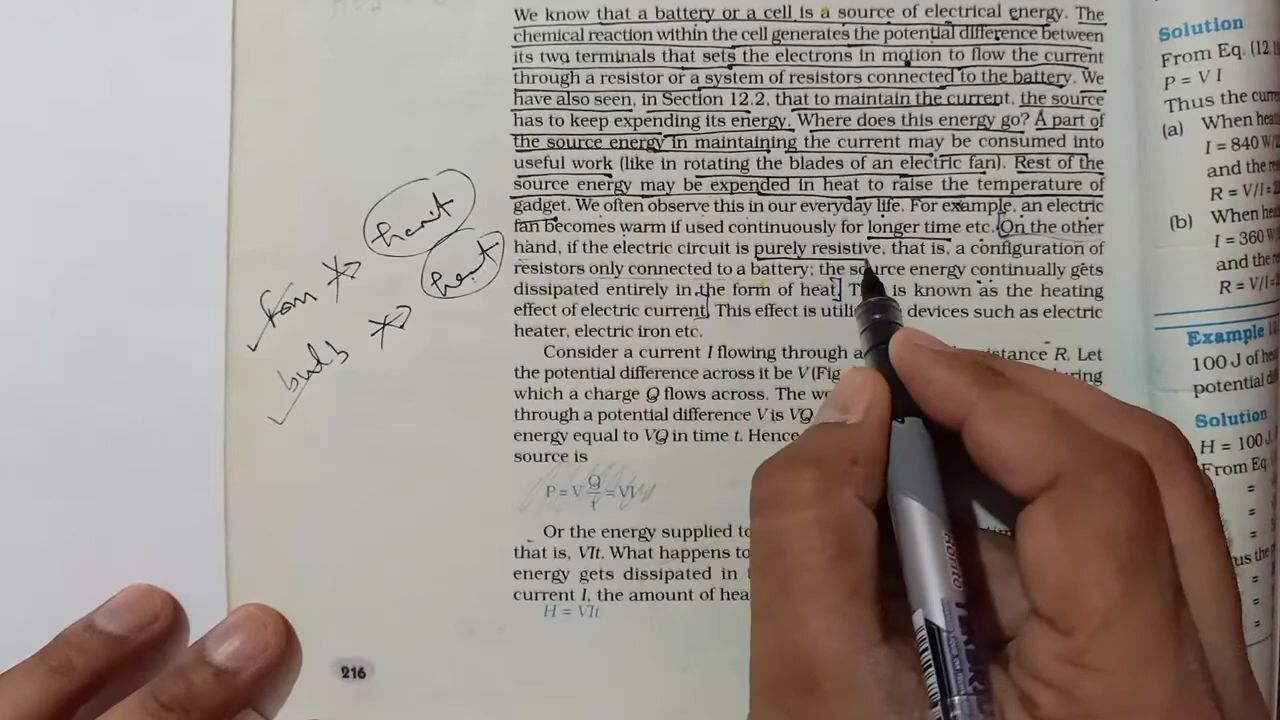 We know that a battery or a cell is a source of electrical energy. The
chemical reaction within the cell generates the potential difference between
its two terminals that sets the electrons in motion to flow the current
through a resistor or a system of resistors connected to the battery. We
have also seen, in Section 12.2, that to maintain the current, the source
has to keep expending its energy. Where does this energy go? A part of
the source energy in maintaining the current may be consumed into
useful work (like in rotating the blades of an electric fan). Rest of the
source energy may be expended in heat to raise the temperature of
gadget. We often observe this in our everyday life. For example, an electric
fan becomes warm if used continuously for longer time etc. On the other
hand, if the electric circuit is purely resistive, that is, a configuration of
resistors only connected to a battery; the source energy continually gets
dissipated entirely in the form of heat. is known as the heating
effect of electric current. This effect is devices such as electric
heater, electric iron etc.
Consider a current I flowing through a R. Let
the potential difference across it be V (Fig
which a charge Q flows across. The
through a potential difference V is VQ
energy equal to VQ in time t. Hence
source is
P = V Q/t = VI
Or the energy supplied
that is, VIt. What happens to
energy gets dissipated in
current I, the amount of
H = VIt
216
heat
heat
Solution
From Eq. (12.
P = V I
Thus the
(a) When
I = 840 W/
and the
R = V/I =
(b) When
I = 360 W
and the
R = V/I =
Example
100 J of
potential
Solution
H = 100 J
From Eq.
=
=
=
=
=
=